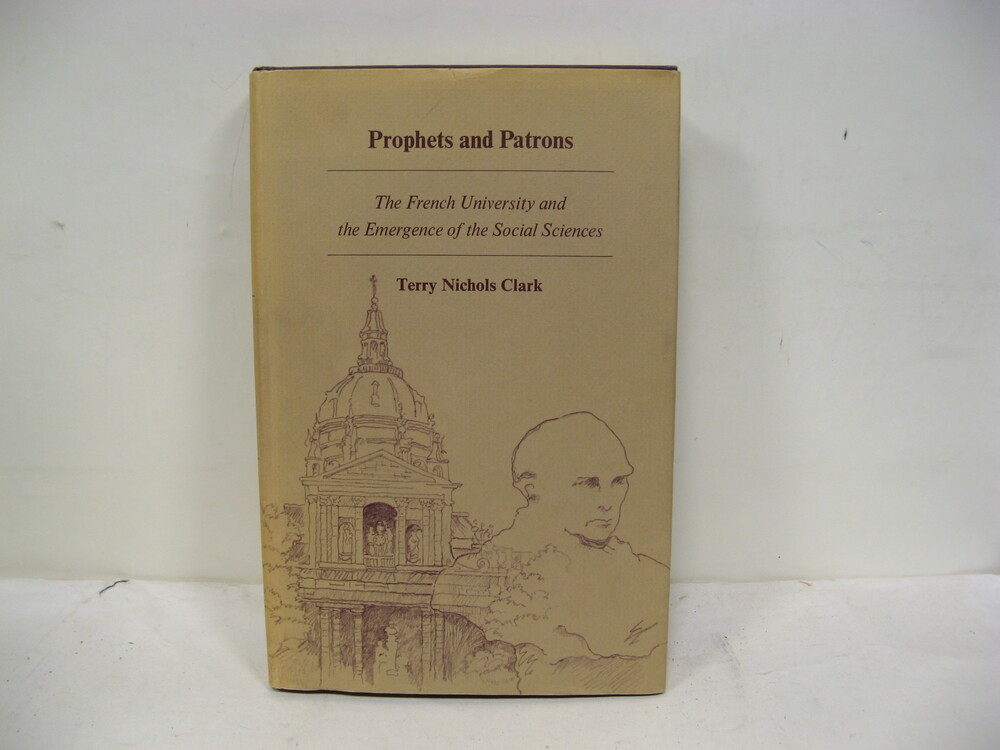 Prophets and Patrons
The French University and
the Emergence of the Social Sciences
Terry Nichols Clark